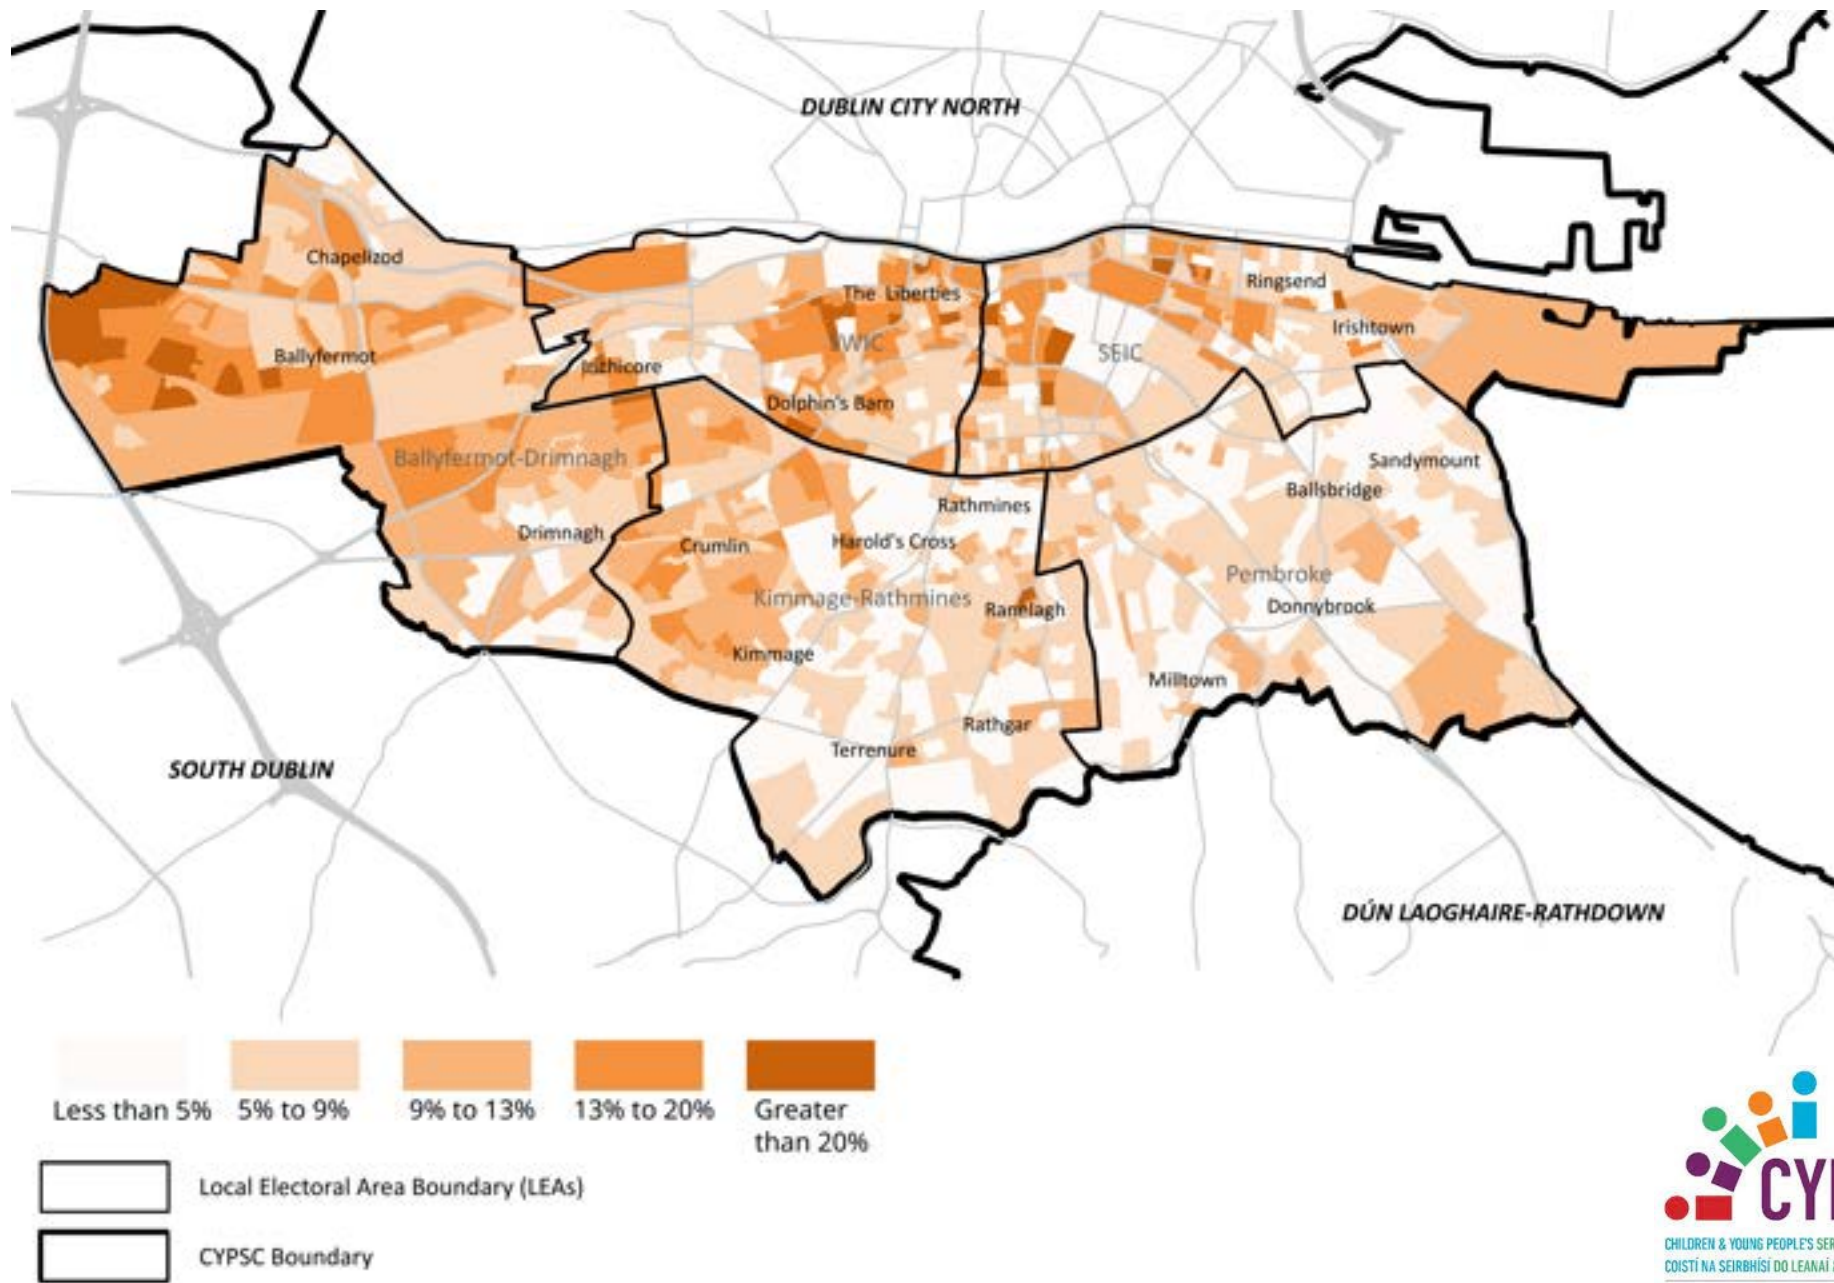 DUBLIN CITY NORTH
Chapelizod
Ringsend
The Liberties
Irishtown
SWIC
SEIC
Ballyfermot
Inchicore
Dolphin's Barn
Ballyfermot-Drimnagh
Sandymount
Ballsbridge
Rathmines
Drimnagh
Crumlin
Harold's Cross
Pembroke
Kimmage-Rathmines
Donnybrook
Ranelagh
Kimmage
Milltown
Rathgar
Terrenure
SOUTH DUBLIN
DÚN LAOGHAIRE-RATHDOWN
Less than 5%
5% to 9%
9% to 13%
13% to 20%
Greater
than 20%
Local Electoral Area Boundary (LEAs)
CYPSC Boundary
CY
CHILDREN & YOUNG PEOPLE'S SER
COISTÍ NA SEIRBHÍSÍ DO LEANAÍ